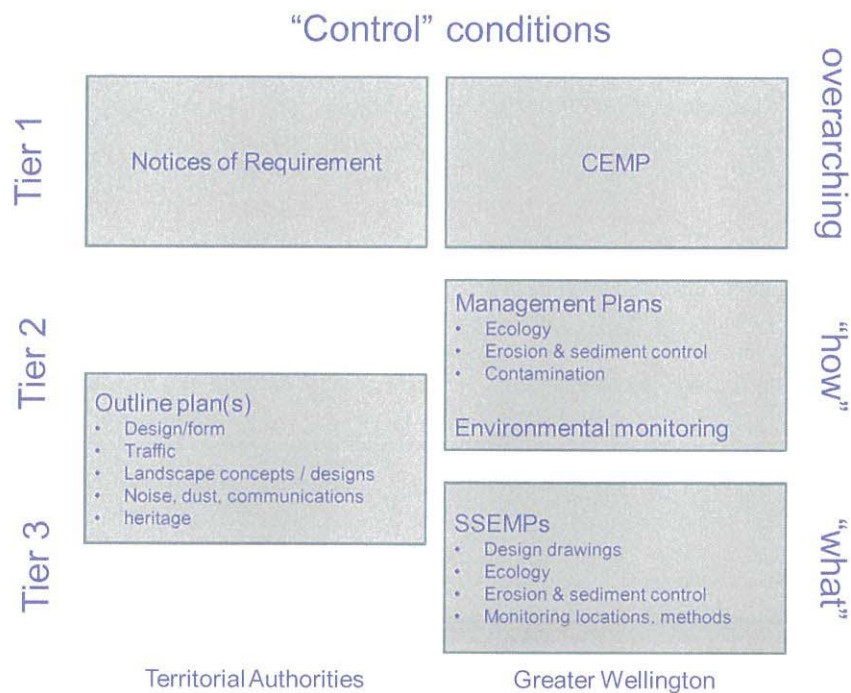 “Control” conditions
Tier 1
Notices of Requirement
CEMP
overarching
Tier 2
Management Plans
• Ecology
• Erosion & sediment control
• Contamination
Environmental monitoring
“how”
Outline plan(s)
• Design/form
• Traffic
• Landscape concepts / designs
• Noise, dust, communications
• heritage
Tier 3
SSEMPs
• Design drawings
• Ecology
• Erosion & sediment control
• Monitoring locations, methods
“what”
Territorial Authorities
Greater Wellington